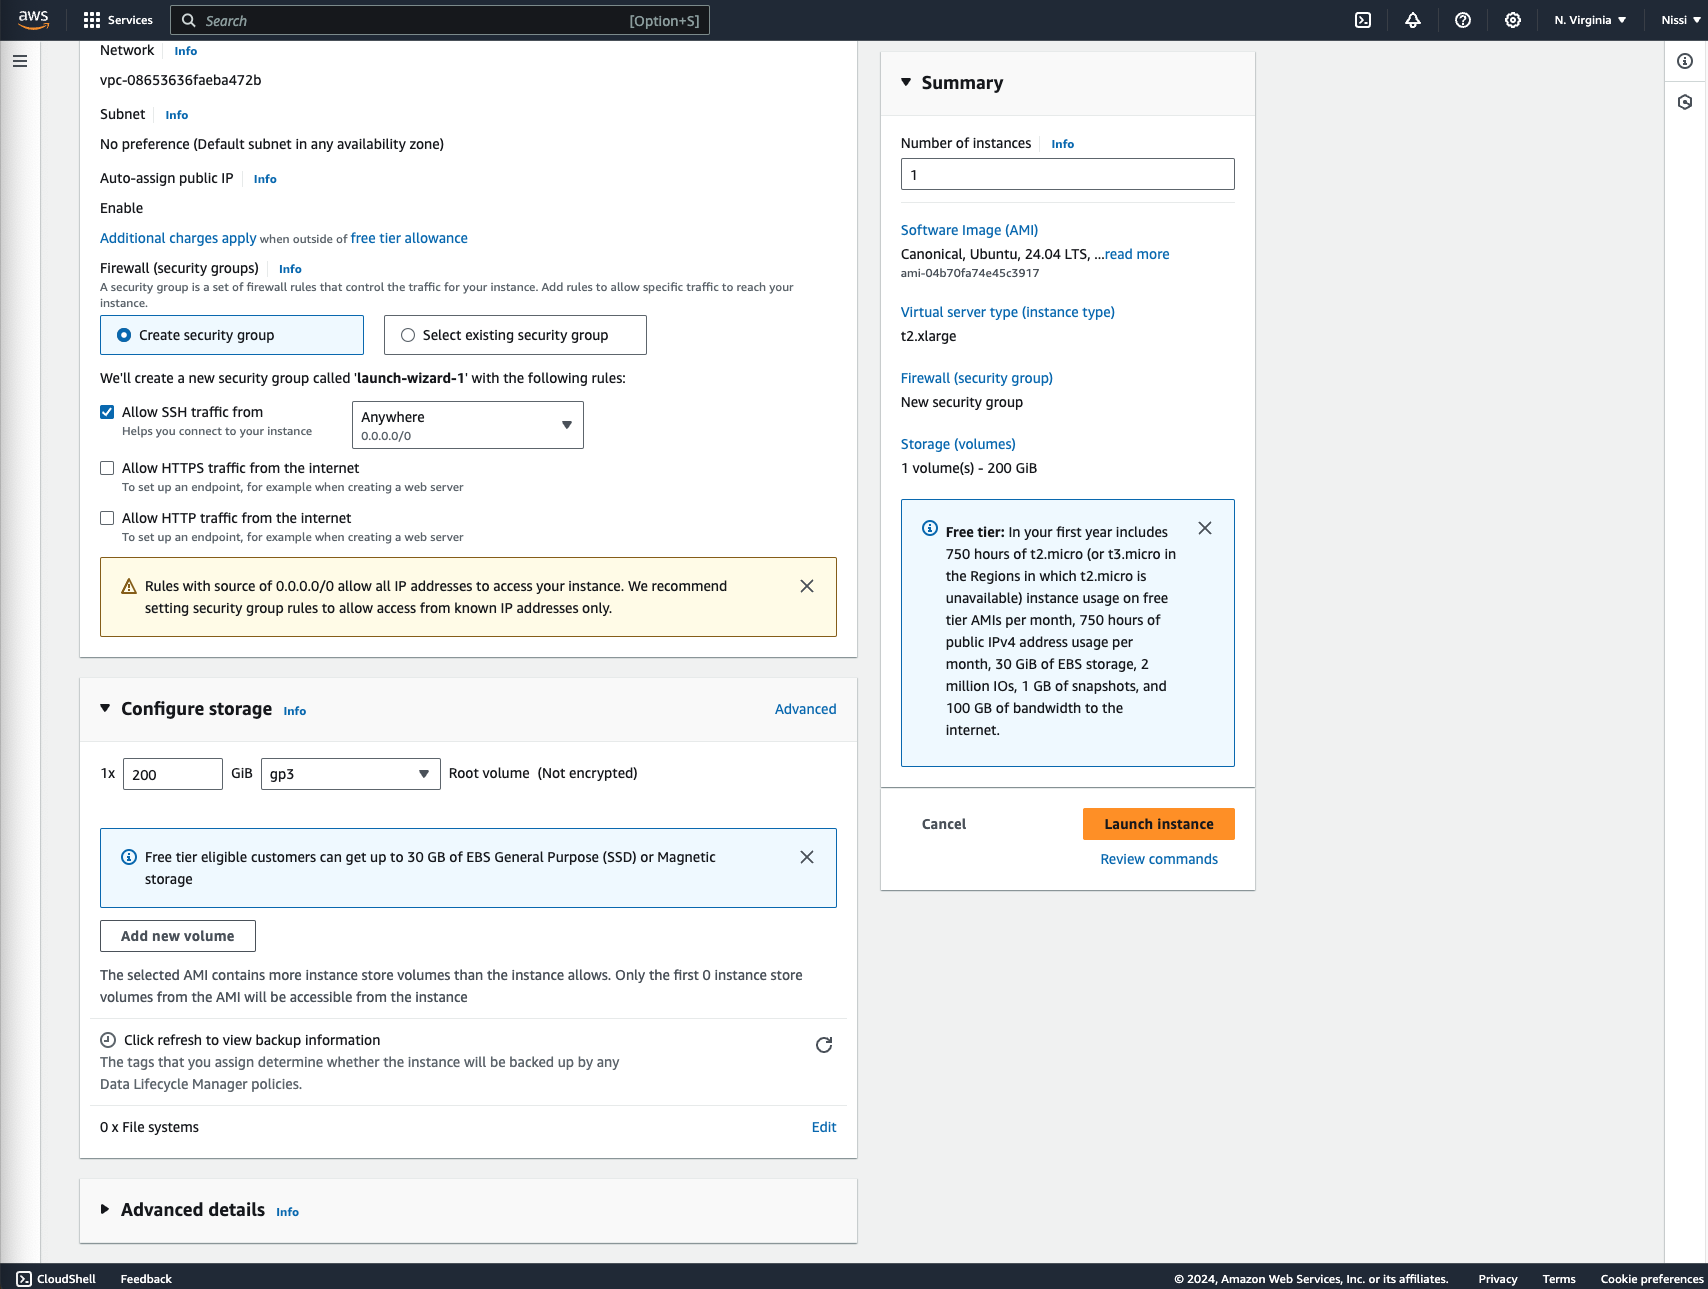 aws
Services
Search
[Option+S]
N. Virginia
Nissi
Network Info
vpc-08653636faeba472b
Subnet Info
No preference (Default subnet in any availability zone)
Auto-assign public IP Info
Enable
Additional charges apply when outside of free tier allowance
Firewall (security groups) Info
A security group is a set of firewall rules that control the traffic for your instance. Add rules to allow specific traffic to reach your
instance.
Create security group
Select existing security group
We'll create a new security group called 'launch-wizard-1' with the following rules:
Allow SSH traffic from
Helps you connect to your instance
Anywhere
0.0.0.0/0
Allow HTTPS traffic from the internet
To set up an endpoint, for example when creating a web server
Allow HTTP traffic from the internet
To set up an endpoint, for example when creating a web server
Rules with source of 0.0.0.0/0 allow all IP addresses to access your instance. We recommend
setting security group rules to allow access from known IP addresses only.
Configure storage Info
Advanced
1x 200 GiB gp3 Root volume (Not encrypted)
Free tier eligible customers can get up to 30 GB of EBS General Purpose (SSD) or Magnetic
storage
Add new volume
The selected AMI contains more instance store volumes than the instance allows. Only the first 0 instance store
volumes from the AMI will be accessible from the instance
Click refresh to view backup information
The tags that you assign determine whether the instance will be backed up by any
Data Lifecycle Manager policies.
0 x File systems
Edit
Advanced details Info
Summary
Number of instances Info
1
Software Image (AMI)
Canonical, Ubuntu, 24.04 LTS, ...read more
ami-04b70fa74e45c3917
Virtual server type (instance type)
t2.xlarge
Firewall (security group)
New security group
Storage (volumes)
1 volume(s) - 200 GiB
Free tier: In your first year includes
750 hours of t2.micro (or t3.micro in
the Regions in which t2.micro is
unavailable) instance usage on free
tier AMIs per month, 750 hours of
public IPv4 address usage per
month, 30 GiB of EBS storage, 2
million IOs, 1 GB of snapshots, and
100 GB of bandwidth to the
internet.
Cancel
Launch instance
Review commands
CloudShell
Feedback
© 2024, Amazon Web Services, Inc. or its affiliates.
Privacy
Terms
Cookie preferences